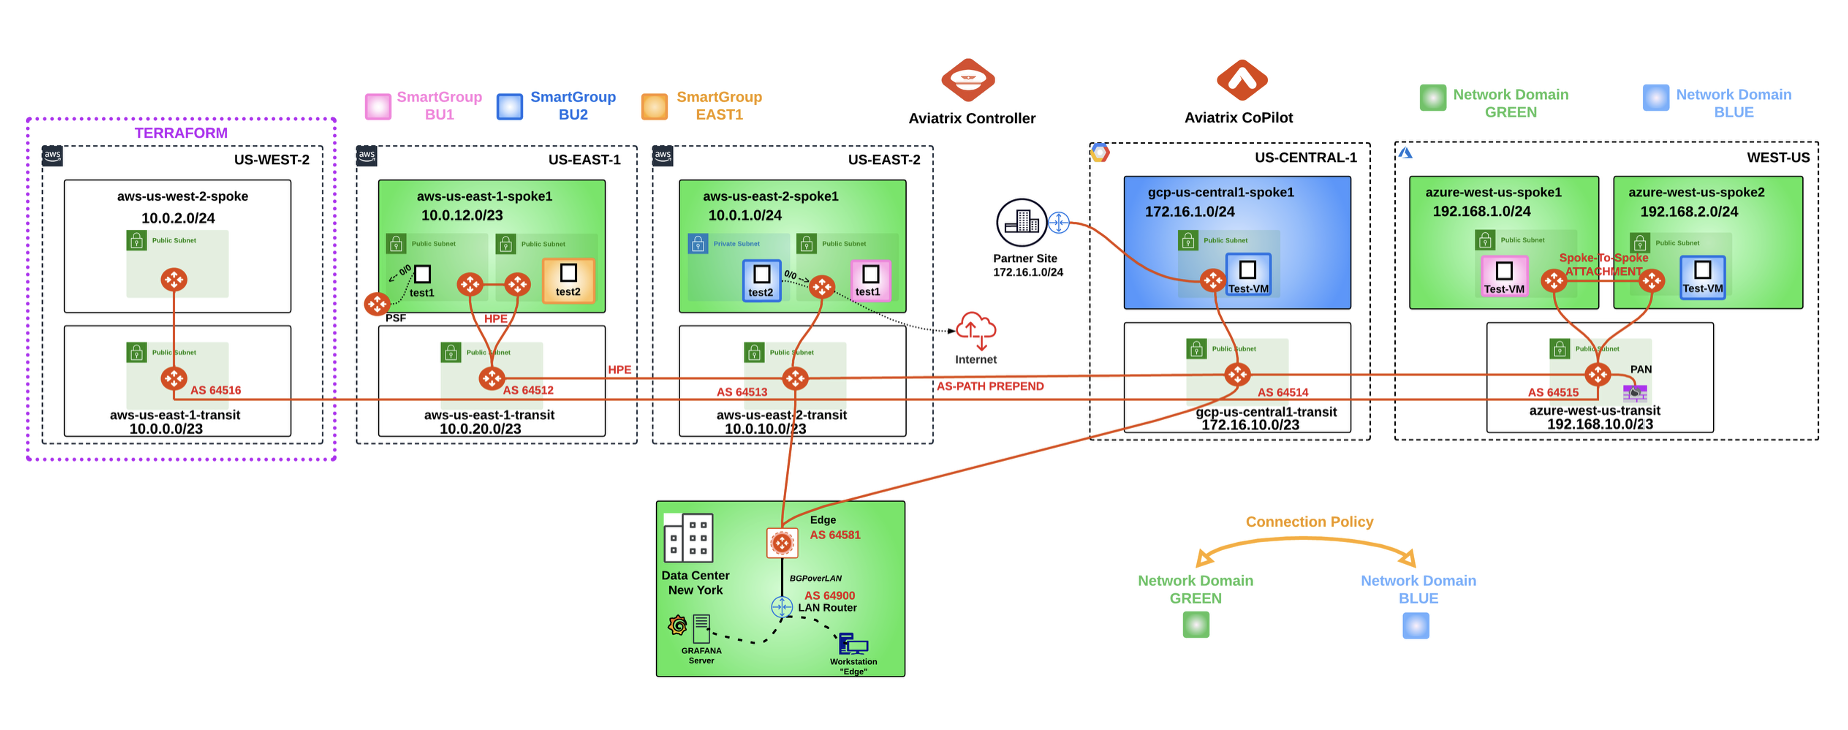 Aviatrix Controller
Aviatrix CoPilot
SmartGroup
BU1
SmartGroup
BU2
SmartGroup
EAST1
Network Domain
GREEN
Network Domain
BLUE
TERRAFORM
aws
US-WEST-2
aws-us-west-2-spoke
10.0.2.0/24
Public Subnet
Public Subnet
AS 64516
aws-us-east-1-transit
10.0.0.0/23
aws
US-EAST-1
aws-us-east-1-spoke1
10.0.12.0/23
Public Subnet
Public Subnet
0/0
test1
test2
PSF
HPE
Public Subnet
AS 64512
aws-us-east-1-transit
10.0.20.0/23
HPE
aws
US-EAST-2
aws-us-east-2-spoke1
10.0.1.0/24
Private Subnet
Public Subnet
0/0
test2
test1
Public Subnet
AS 64513
aws-us-east-2-transit
10.0.10.0/23
Internet
AS-PATH PREPEND
Partner Site
172.16.1.0/24
US-CENTRAL-1
gcp-us-central1-spoke1
172.16.1.0/24
Public Subnet
Test-VM
Public Subnet
AS 64514
gcp-us-central1-transit
172.16.10.0/23
WEST-US
azure-west-us-spoke1
192.168.1.0/24
Public Subnet
Test-VM
azure-west-us-spoke2
192.168.2.0/24
Public Subnet
Test-VM
Spoke-To-Spoke
ATTACHMENT
Public Subnet
PAN
AS 64515
azure-west-us-transit
192.168.10.0/23
Edge
AS 64581
Data Center
New York
BGPoverLAN
AS 64900
LAN Router
GRAFANA
Server
Workstation
"Edge"
Connection Policy
Network Domain
GREEN
Network Domain
BLUE